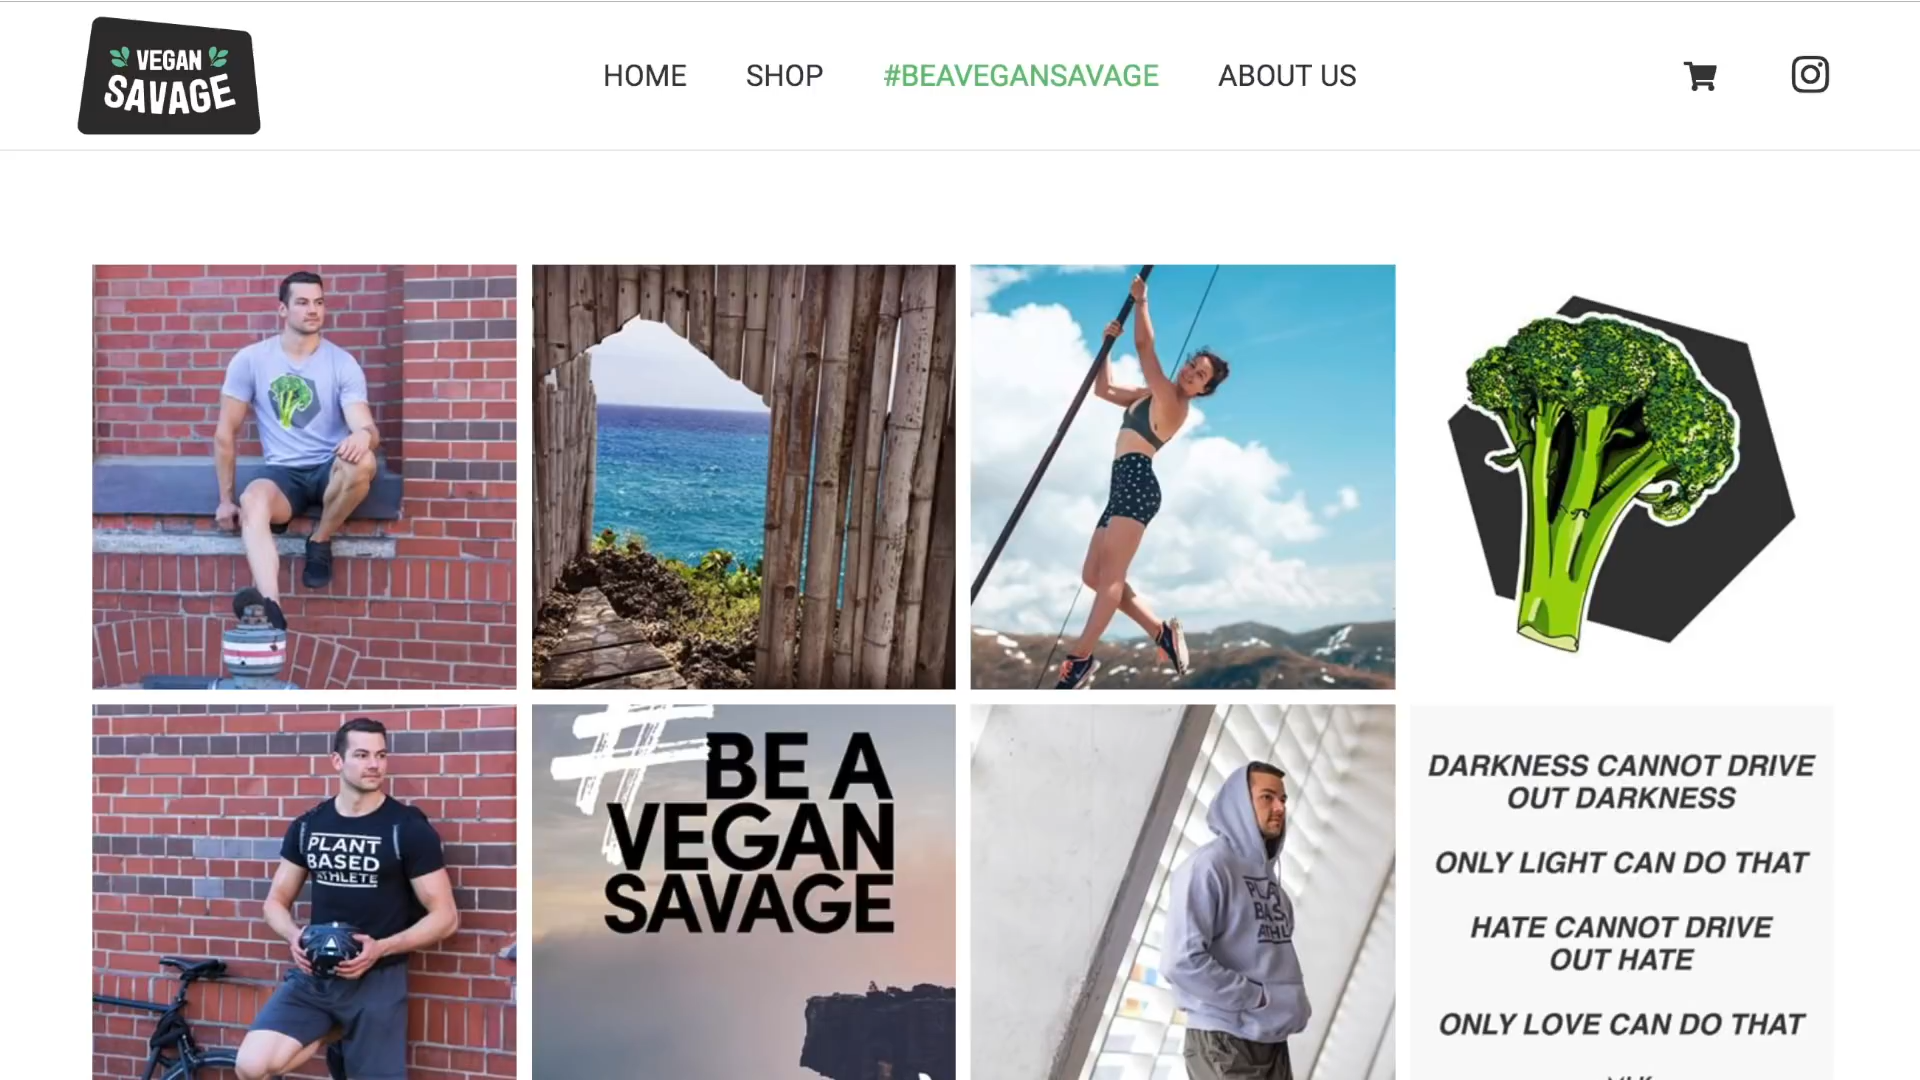 VEGAN
SAVAGE
HOME
SHOP
#BEAVEGANSAVAGE
ABOUT US
PLANT
BASED
ATHLETE
#BE A
VEGAN
SAVAGE
DARKNESS CANNOT DRIVE
OUT DARKNESS
ONLY LIGHT CAN DO THAT
HATE CANNOT DRIVE
OUT HATE
ONLY LOVE CAN DO THAT